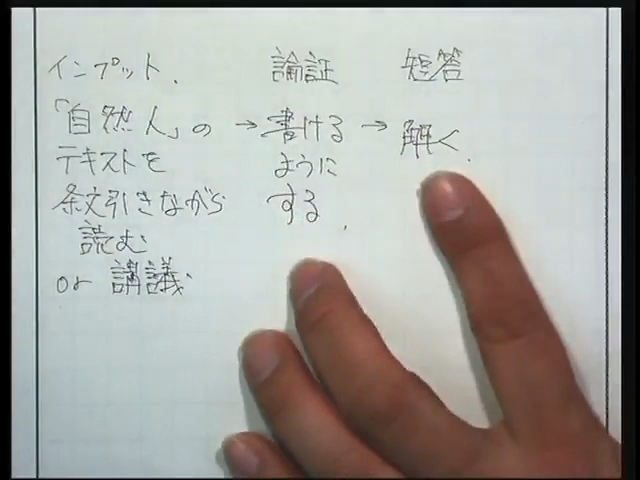 インプット.
「自然人」の
テキストを
条文引きながら
読む
or 講議
論証
→書ける
ように
する.
短答
→解く.